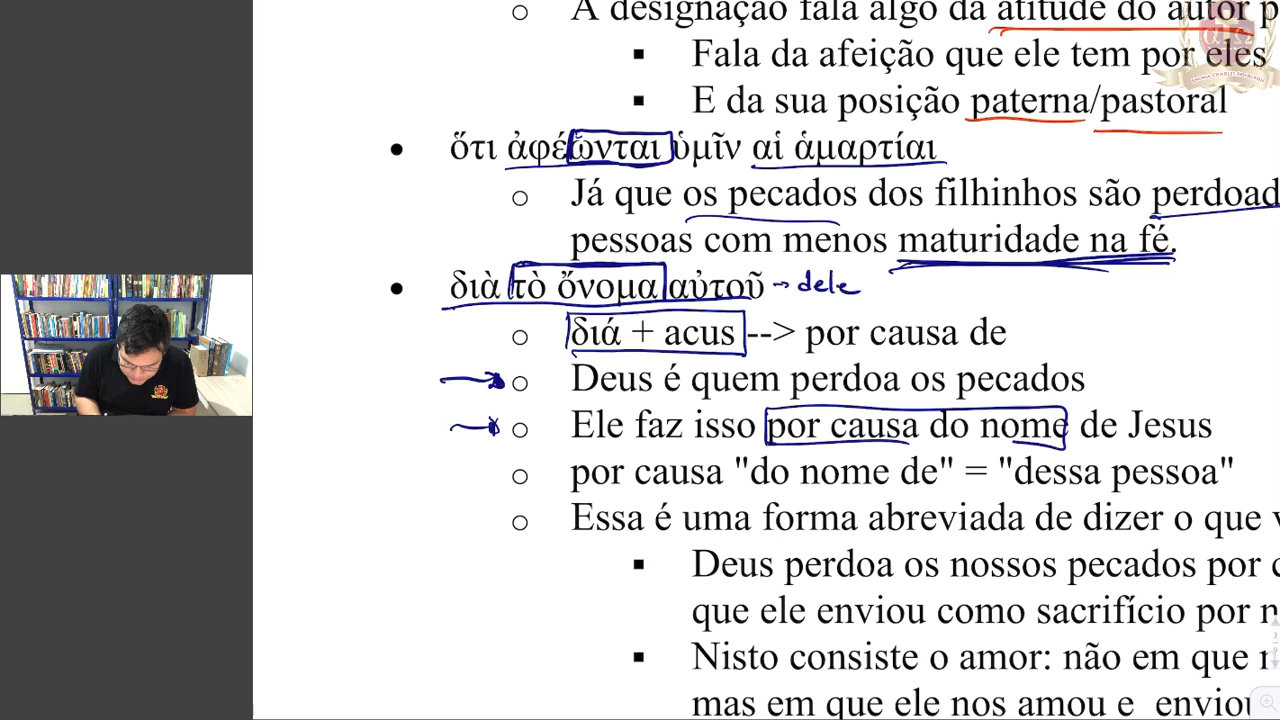 A designação fala algo da atitude do autor p
Fala da afeição que ele tem por eles
E da sua posição paterna/pastoral
ὅτι ἀφέωνται ὑμῖν αἱ ἁμαρτίαι
Já que os pecados dos filhinhos são perdoad
pessoas com menos maturidade na fé.
διὰ τὸ ὄνομα αὐτοῦ → dele
διά + acus --> por causa de
Deus é quem perdoa os pecados
Ele faz isso por causa do nome de Jesus
por causa "do nome de" = "dessa pessoa"
Essa é uma forma abreviada de dizer o que
Deus perdoa os nossos pecados por
que ele enviou como sacrifício por
Nisto consiste o amor: não em que
mas em que ele nos amou e enviou